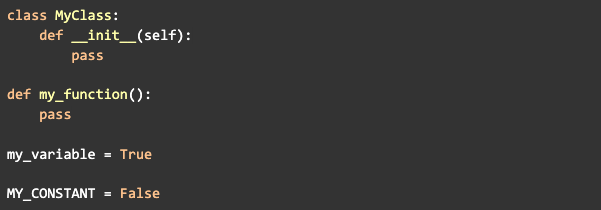 class MyClass:
    def __init__(self):
        pass

def my_function():
    pass

my_variable = True

MY_CONSTANT = False